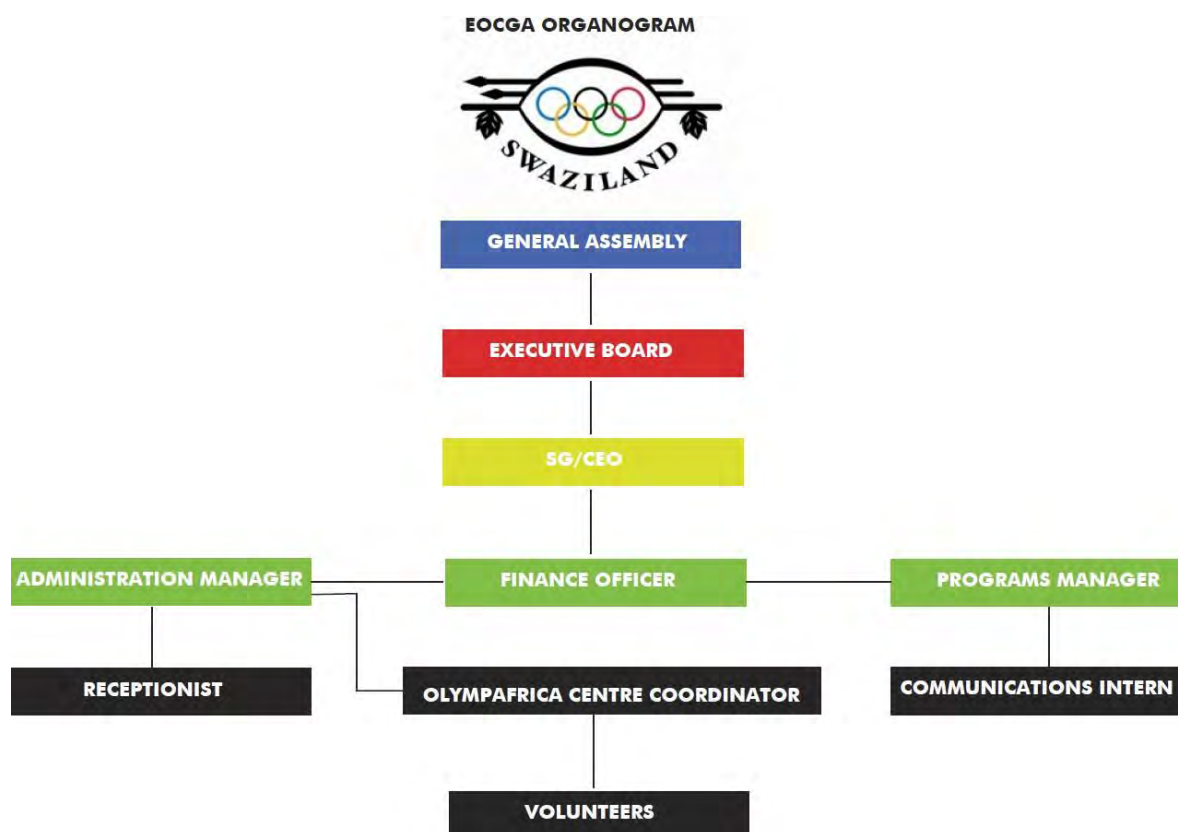 EOCGA ORGANOGRAM
SWAZILAND
GENERAL ASSEMBLY
EXECUTIVE BOARD
SG/CEO
ADMINISTRATION MANAGER
FINANCE OFFICER
PROGRAMS MANAGER
RECEPTIONIST
OLYMPAFRICA CENTRE COORDINATOR
COMMUNICATIONS INTERN
VOLUNTEERS